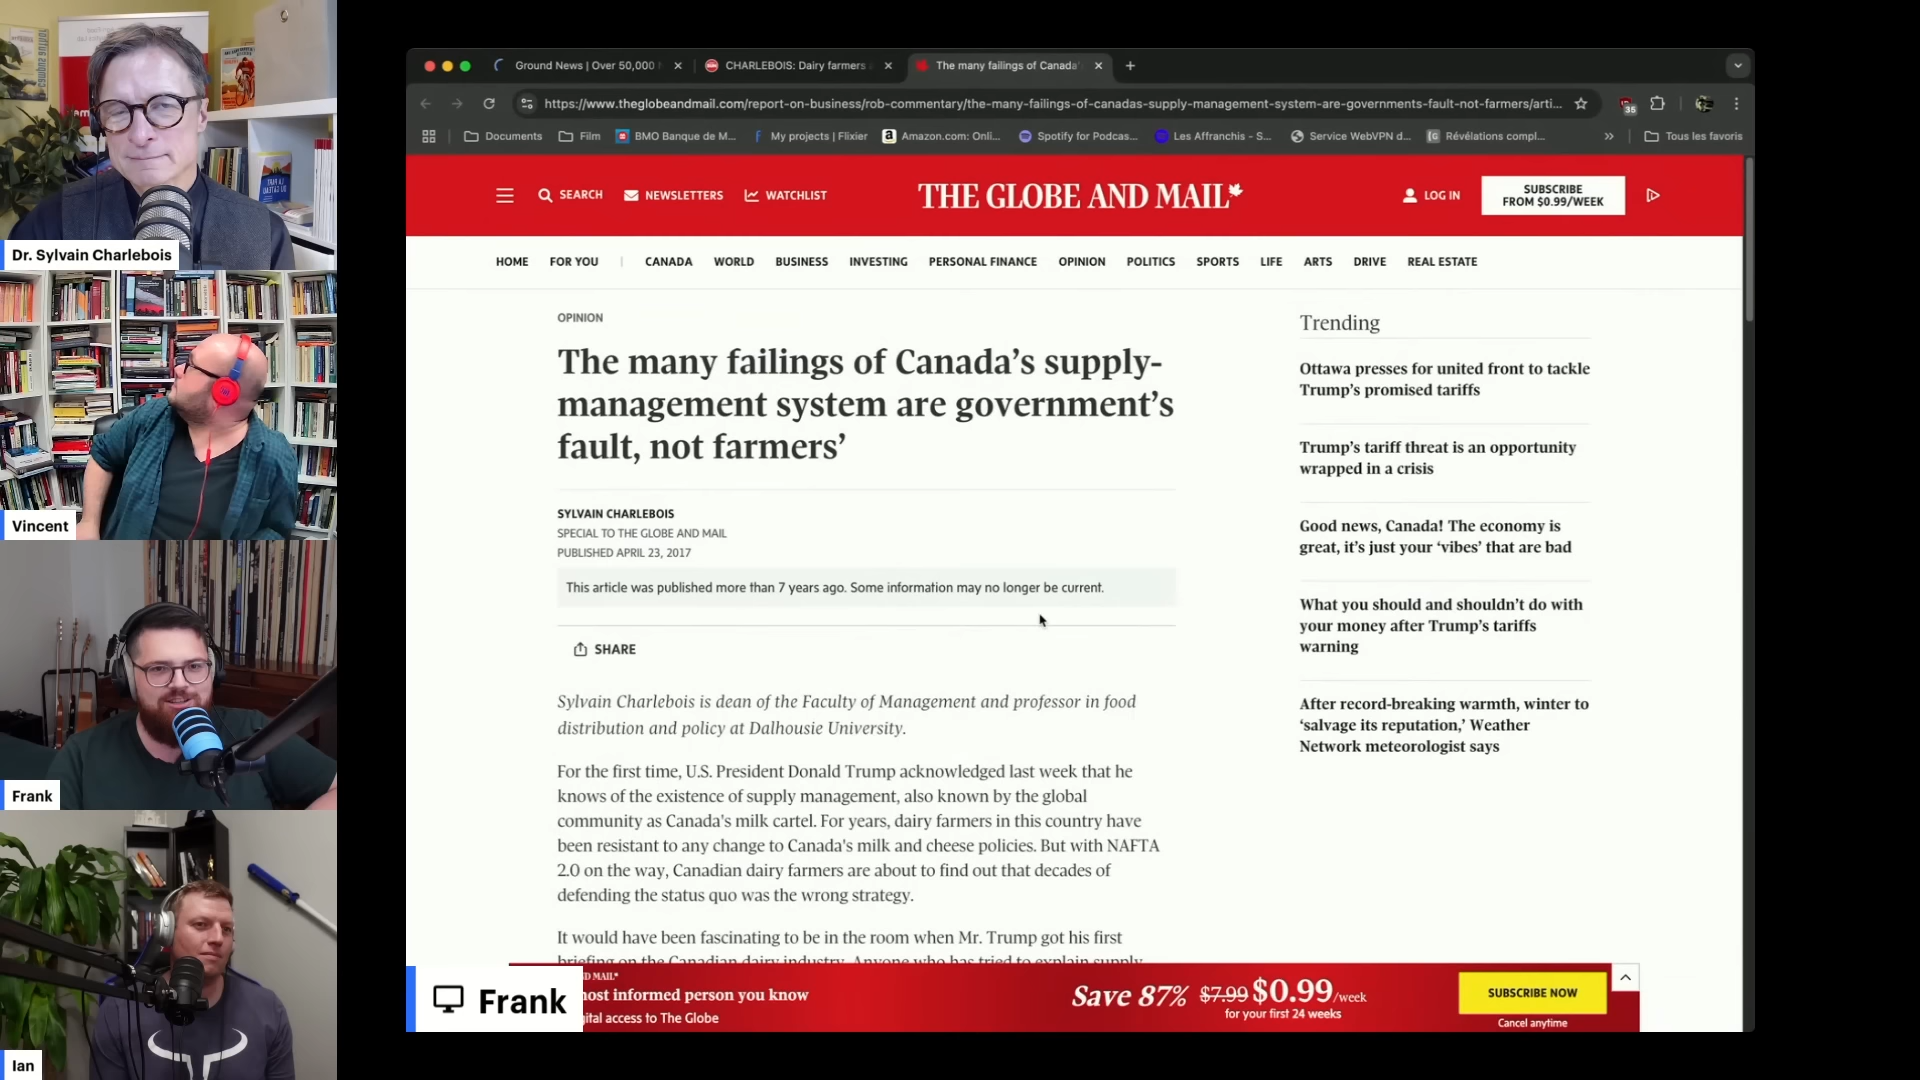 Dr. Sylvain Charlebois
Vincent
Frank
Ian
Ground News | Over 50,000
CHARLEBOIS: Dairy farmers
The many failings of Canada'
https://www.theglobeandmail.com/report-on-business/rob-commentary/the-many-failings-of-canadas-supply-management-system-are-governments-fault-not-farmers/arti...
35
Documents
Film
BMO Banque de M...
My projects | Flixier
Amazon.com: Onli...
Spotify for Podcas...
Les Affranchis - S...
Service WebVPN d...
Révélations compl...
Tous les favoris
SEARCH
NEWSLETTERS
WATCHLIST
THE GLOBE AND MAIL
LOG IN
SUBSCRIBE
FROM $0.99/WEEK
HOME
FOR YOU
CANADA
WORLD
BUSINESS
INVESTING
PERSONAL FINANCE
OPINION
POLITICS
SPORTS
LIFE
ARTS
DRIVE
REAL ESTATE
OPINION
The many failings of Canada’s supply-
management system are government’s
fault, not farmers’
SYLVAIN CHARLEBOIS
SPECIAL TO THE GLOBE AND MAIL
PUBLISHED APRIL 23, 2017
This article was published more than 7 years ago. Some information may no longer be current.
SHARE
Sylvain Charlebois is dean of the Faculty of Management and professor in food
distribution and policy at Dalhousie University.
For the first time, U.S. President Donald Trump acknowledged last week that he
knows of the existence of supply management, also known by the global
community as Canada's milk cartel. For years, dairy farmers in this country have
been resistant to any change to Canada's milk and cheese policies. But with NAFTA
2.0 on the way, Canadian dairy farmers are about to find out that decades of
defending the status quo was the wrong strategy.
It would have been fascinating to be in the room when Mr. Trump got his first
briefing on the Canadian dairy industry. Anyone who has tried to explain supply
Trending
Ottawa presses for united front to tackle
Trump’s promised tariffs
Trump’s tariff threat is an opportunity
wrapped in a crisis
Good news, Canada! The economy is
great, it’s just your ‘vibes’ that are bad
What you should and shouldn’t do with
your money after Trump’s tariffs
warning
After record-breaking warmth, winter to
‘salvage its reputation,’ Weather
Network meteorologist says
Frank
D MAIL*
most informed person you know
gital access to The Globe
Save 87% $7.99 $0.99/week
for your first 24 weeks
SUBSCRIBE NOW
Cancel anytime